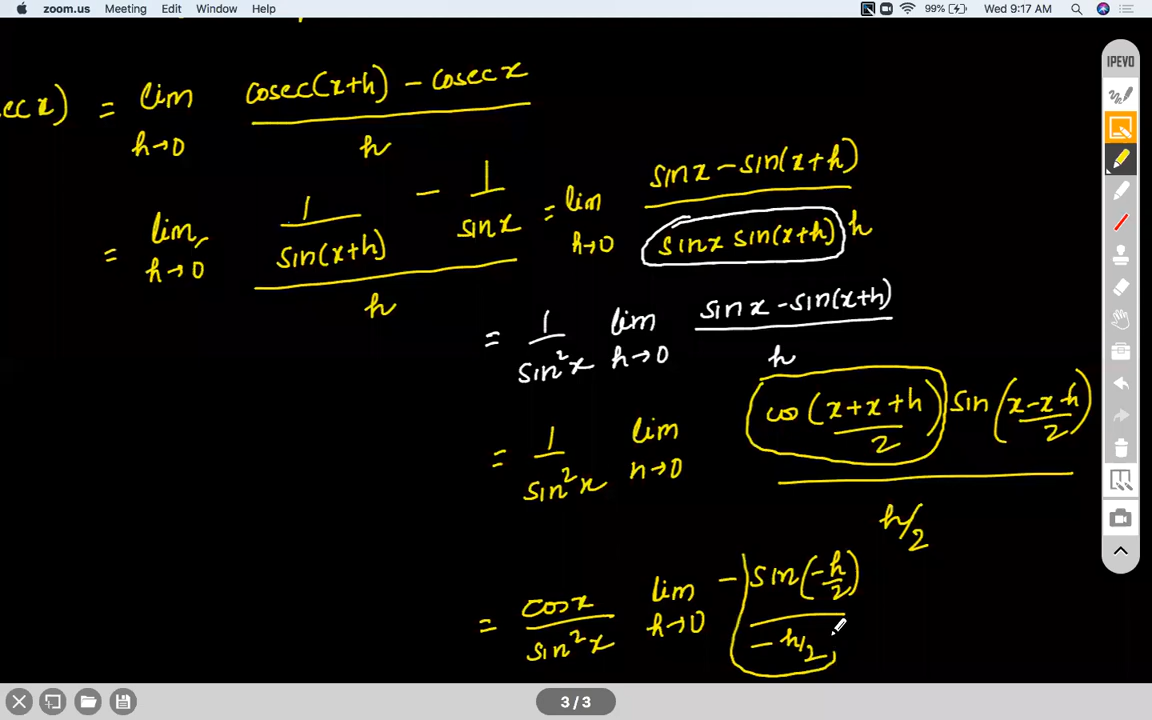 zoom.us Meeting Edit Window Help 99% Wed 9:17 AM
IPEVO
ec x) = lim h→0 cosec(x+h) - cosec x / h
= lim h→0 1/sin(x+h) - 1/sin x / h = lim h→0 sin x - sin(x+h) / sin x sin(x+h) h
= 1/sin²x lim h→0 sin x - sin(x+h) / h
= 1/sin²x lim h→0 cos(x+x+h/2) sin(x-x-h/2) / h/2
= cos x/sin²x lim h→0 - sin(-h/2) / -h/2
3/3